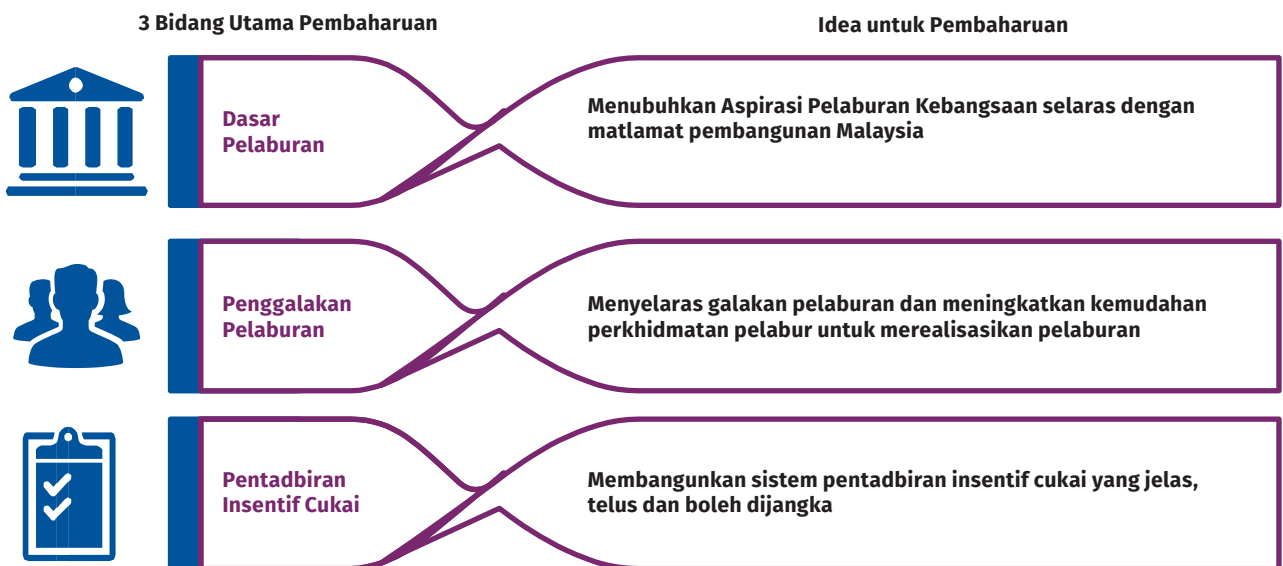 3 Bidang Utama Pembaharuan
Idea untuk Pembaharuan
Dasar
Pelaburan
Menubuhkan Aspirasi Pelaburan Kebangsaan selaras dengan
matlamat pembangunan Malaysia
Penggalakan
Pelaburan
Menyelaras galakan pelaburan dan meningkatkan kemudahan
perkhidmatan pelabur untuk merealisasikan pelaburan
Pentadbiran
Insentif Cukai
Membangunkan sistem pentadbiran insentif cukai yang jelas,
telus dan boleh dijangka